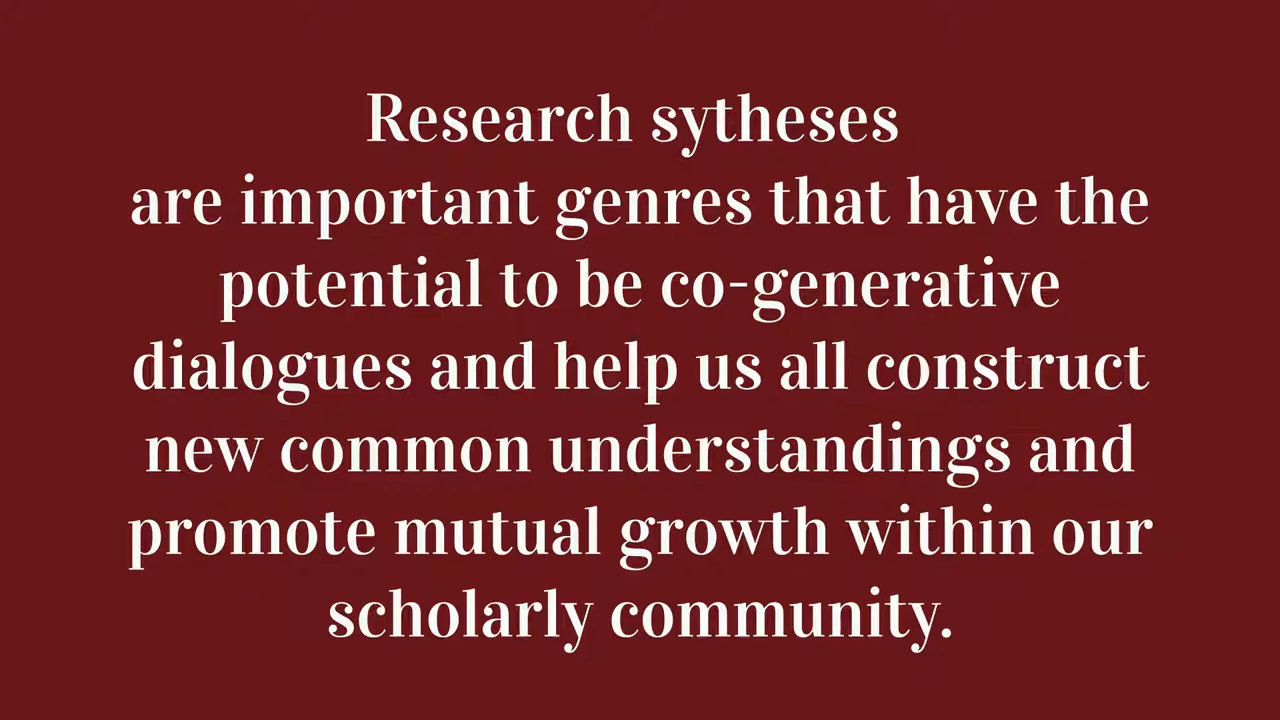 Research sytheses
are important genres that have the
potential to be co-generative
dialogues and help us all construct
new common understandings and
promote mutual growth within our
scholarly community.